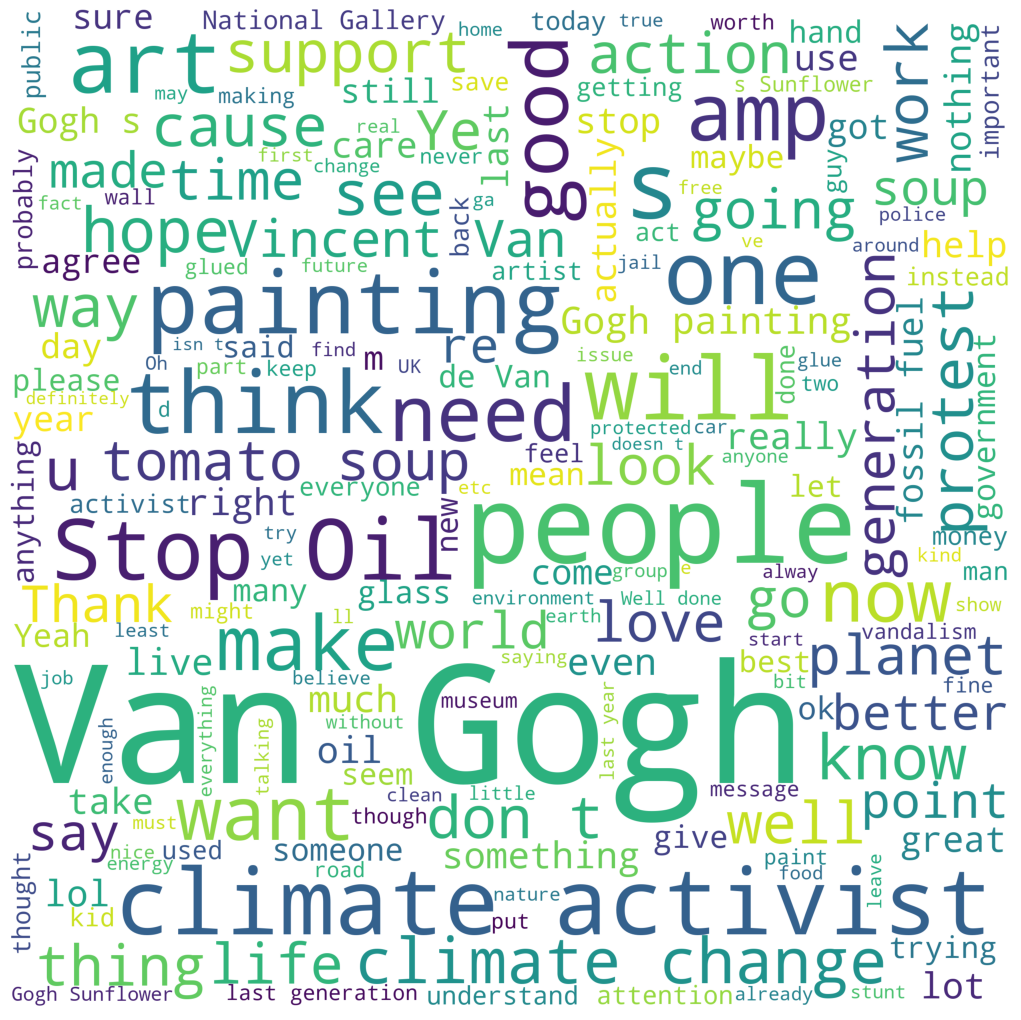 public
sure
National Gallery
home
today
true
worth
hand
important
art
support
good
action
use
nothing
work
may
making
still
save
getting
s Sunflower
Gogh s
cause
real
care
Ye
last
stop
amp
got
made
time
first
change
never
see
actually
maybe
guy
soup
probably
fact
wall
hope
Vincent Van
back
ga
s
act
free
going
police
agree
glued
future
artist
jail
ve
one
around
help
instead
way
painting
Gogh painting
generation
fossil fuel
protest
government
day
isn t
said
find
m
UK
re
de Van
issue
will
done
glue
please
Oh
part
keep
end
two
definitely
d
think
need
protected
car
year
doesn t
really
anything
u
tomato soup
feel
mean
look
anyone
activist
right
everyone
etc
new
let
Stop Oil
people
money
try
yet
kind
man
Thank
many
glass
come
group
e
alway
now
might
environment
Well done
go
show
Yeah
least
ll
make
world
earth
love
start
vandalism
planet
job
live
believe
saying
even
best
fine
Van Gogh
enough
everything
talking
much
without
museum
last year
bit
ok
better
oil
seem
know
take
want
clean
little
message
point
must
though
don t
say
nice
used
someone
something
give
well
great
thought
energy
road
paint
food
leave
lol
kid
climate activist
nature
put
thing
life
climate change
trying
Gogh Sunflower
last generation
understand
attention
already
stunt
lot